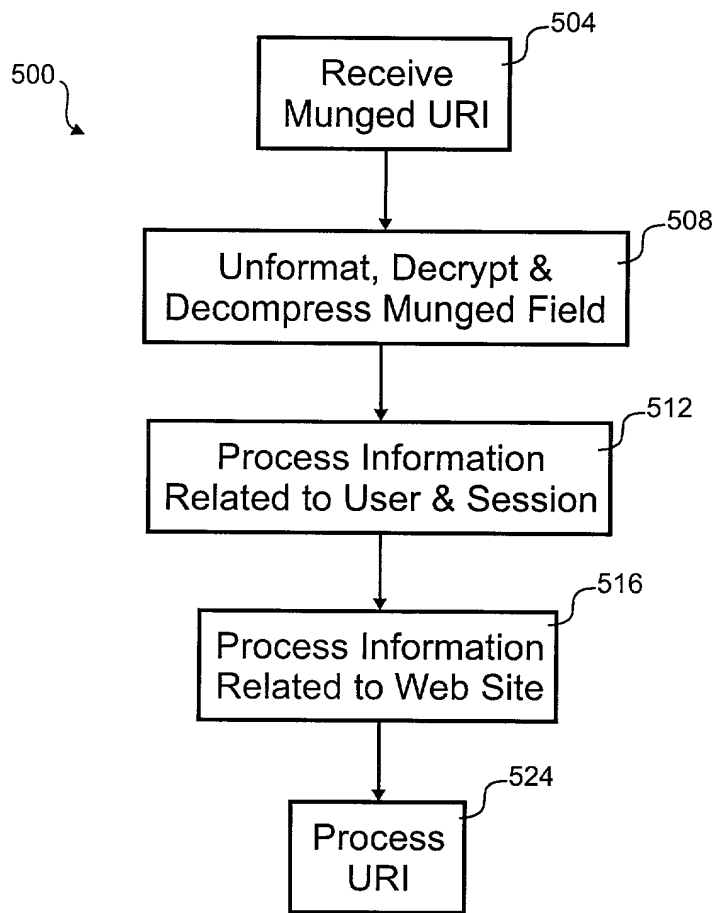 504
500
Receive
Munged URI
508
Unformat, Decrypt &
Decompress Munged Field
512
Process Information
Related to User & Session
516
Process Information
Related to Web Site
524
Process
URI